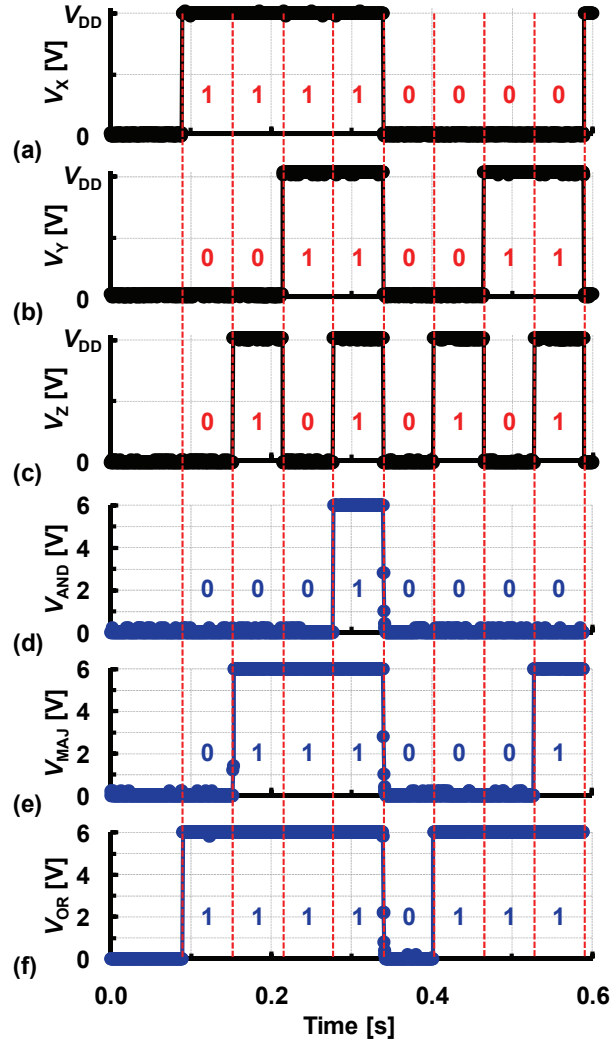 V_DD
V_X [V]
1 1 1 1 0 0 0 0
0
(a)
V_DD
V_Y [V]
0 0 1 1 0 0 1 1
0
(b)
V_DD
V_Z [V]
0 1 0 1 0 1 0 1
0
(c)
6
4
V_AND [V]
2
0 0 0 1 0 0 0 0
0
(d)
6
4
V_MAJ [V]
2
0 1 1 1 0 0 0 1
0
(e)
6
4
V_OR [V]
2
1 1 1 1 0 1 1 1
0
(f)
0.0 0.2 0.4 0.6
Time [s]